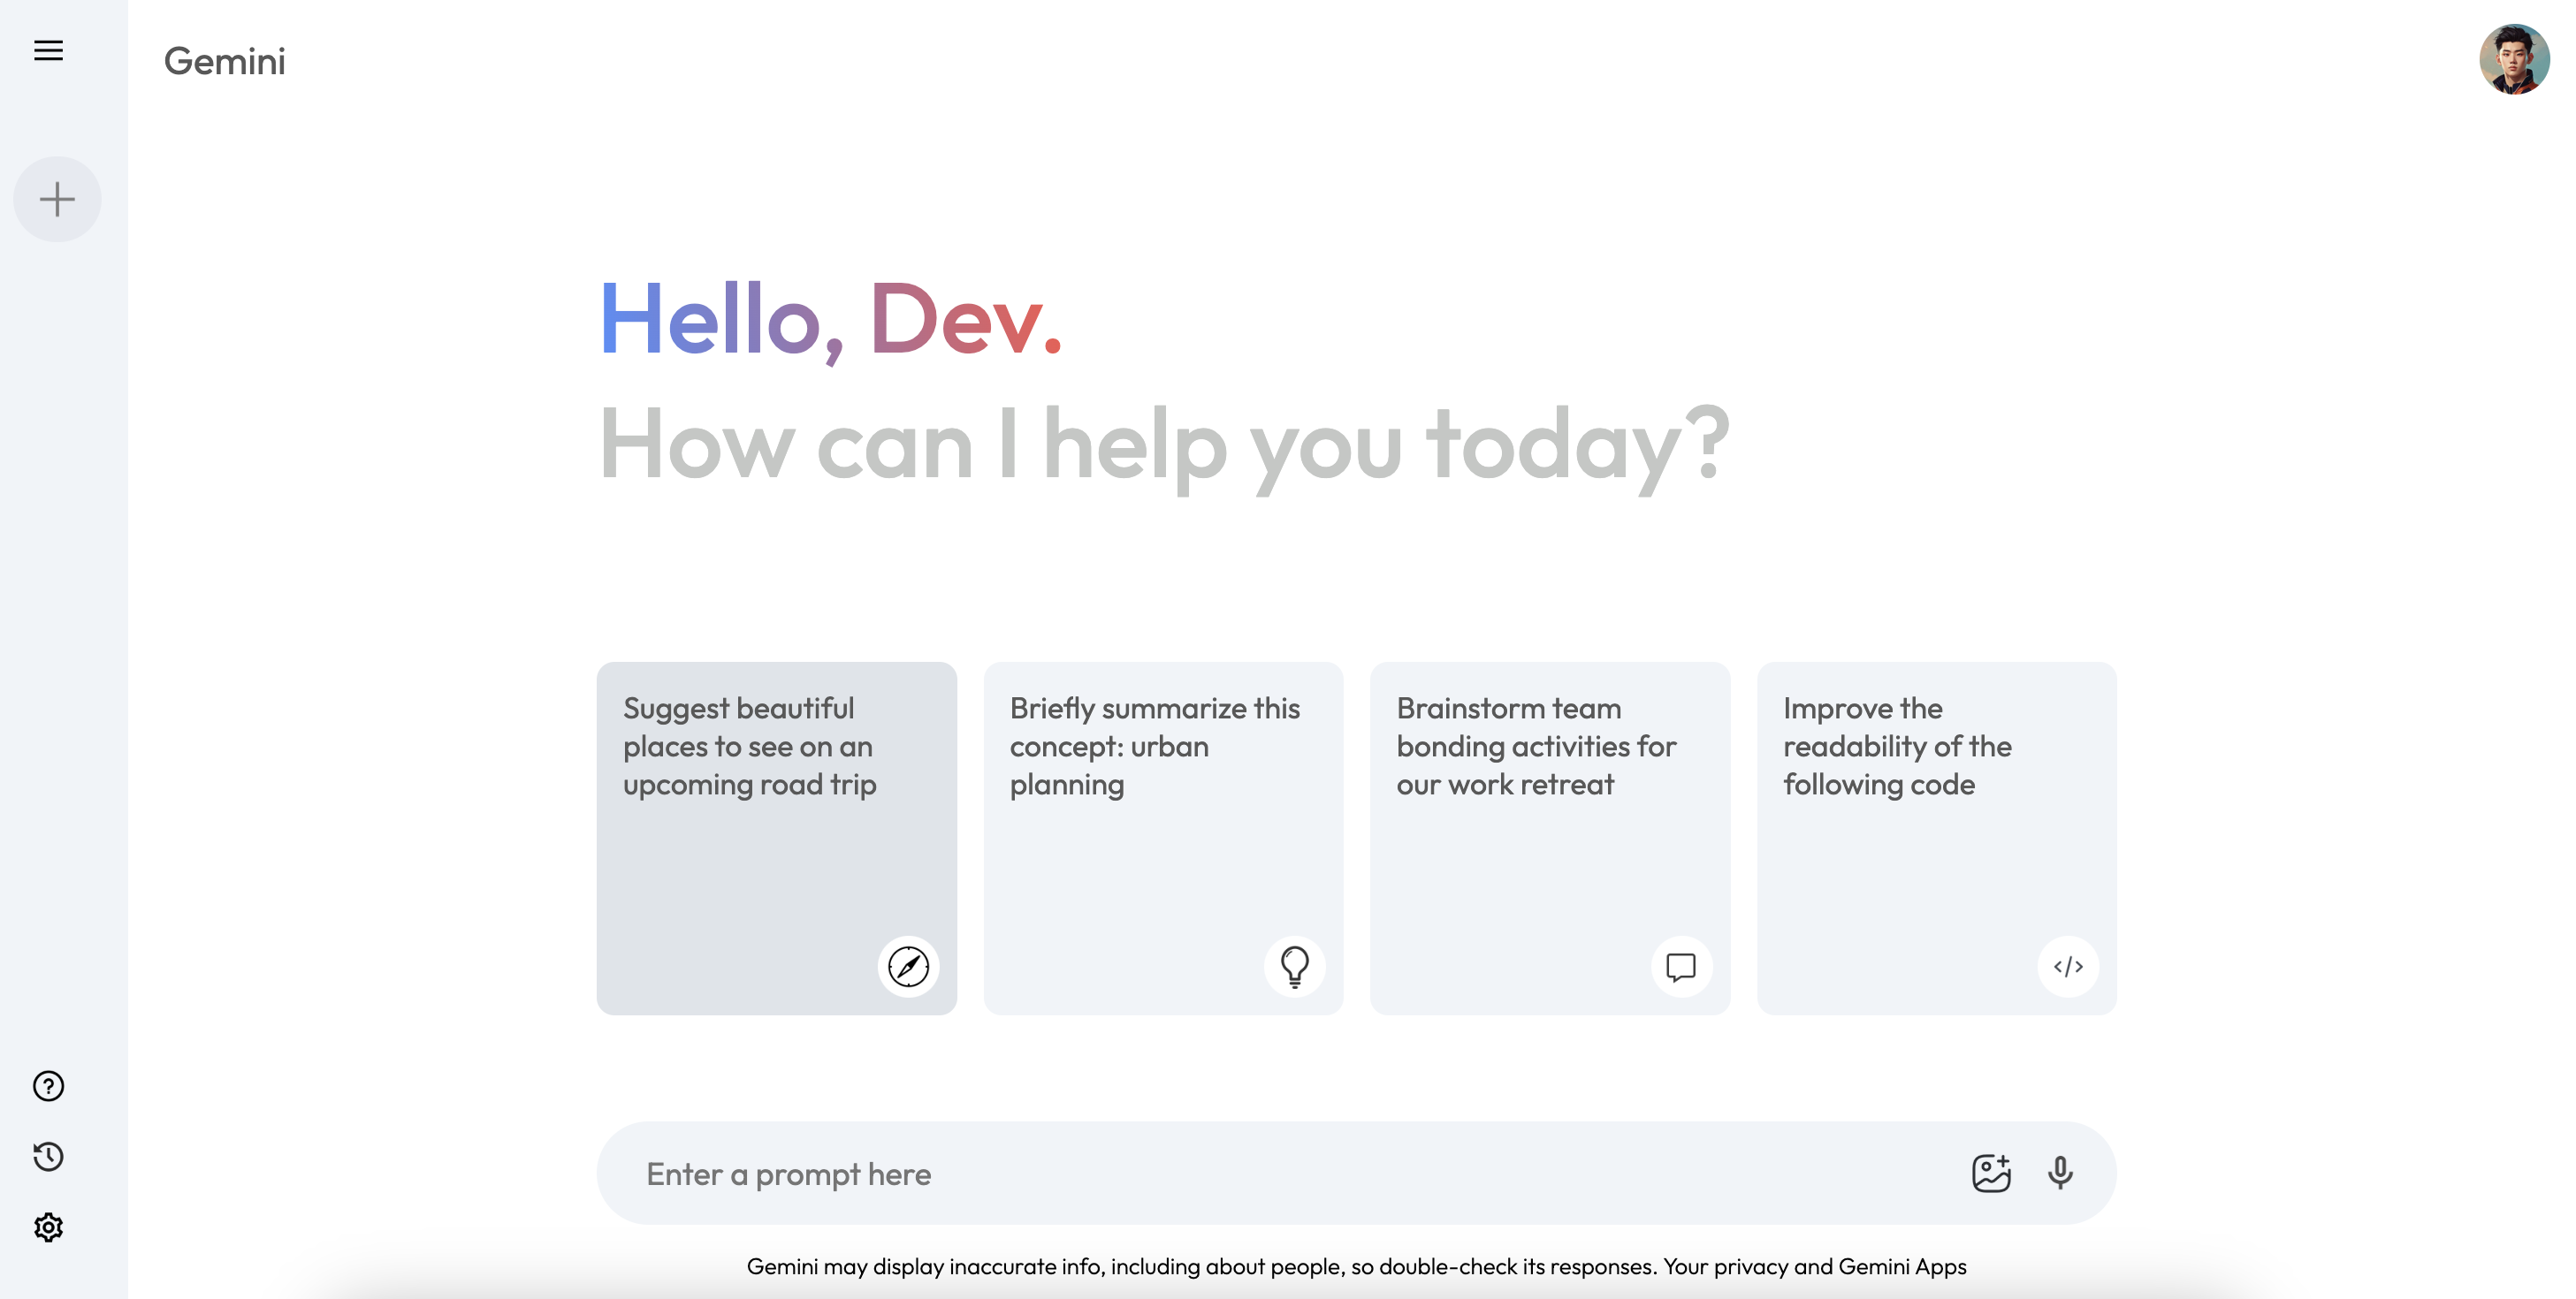 Gemini
Hello, Dev.
How can I help you today?
Suggest beautiful
places to see on an
upcoming road trip
Briefly summarize this
concept: urban
planning
Brainstorm team
bonding activities for
our work retreat
Improve the
readability of the
following code
Enter a prompt here
Gemini may display inaccurate info, including about people, so double-check its responses. Your privacy and Gemini Apps